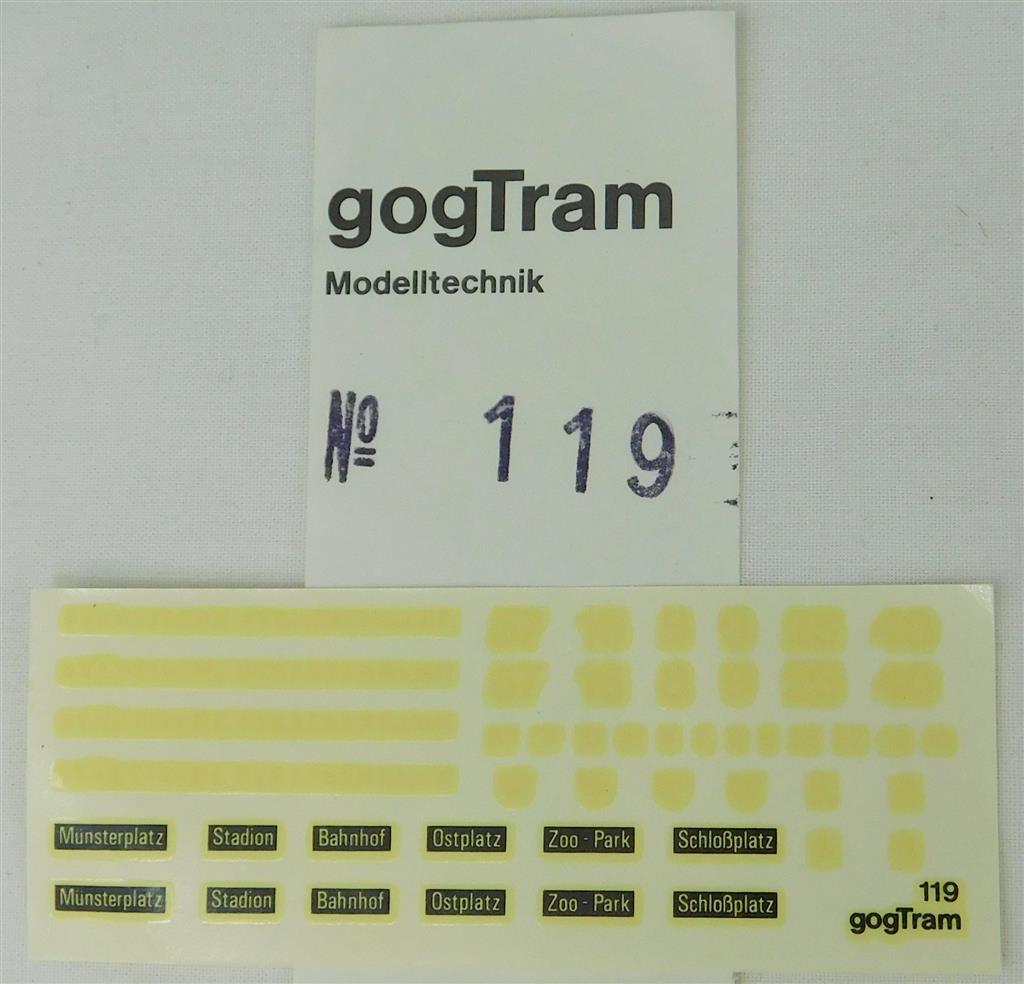 gogTram
Modelltechnik
№ 119
Münsterplatz Stadion Bahnhof Ostplatz Zoo - Park Schloßplatz
Münsterplatz Stadion Bahnhof Ostplatz Zoo - Park Schloßplatz
119
gogTram